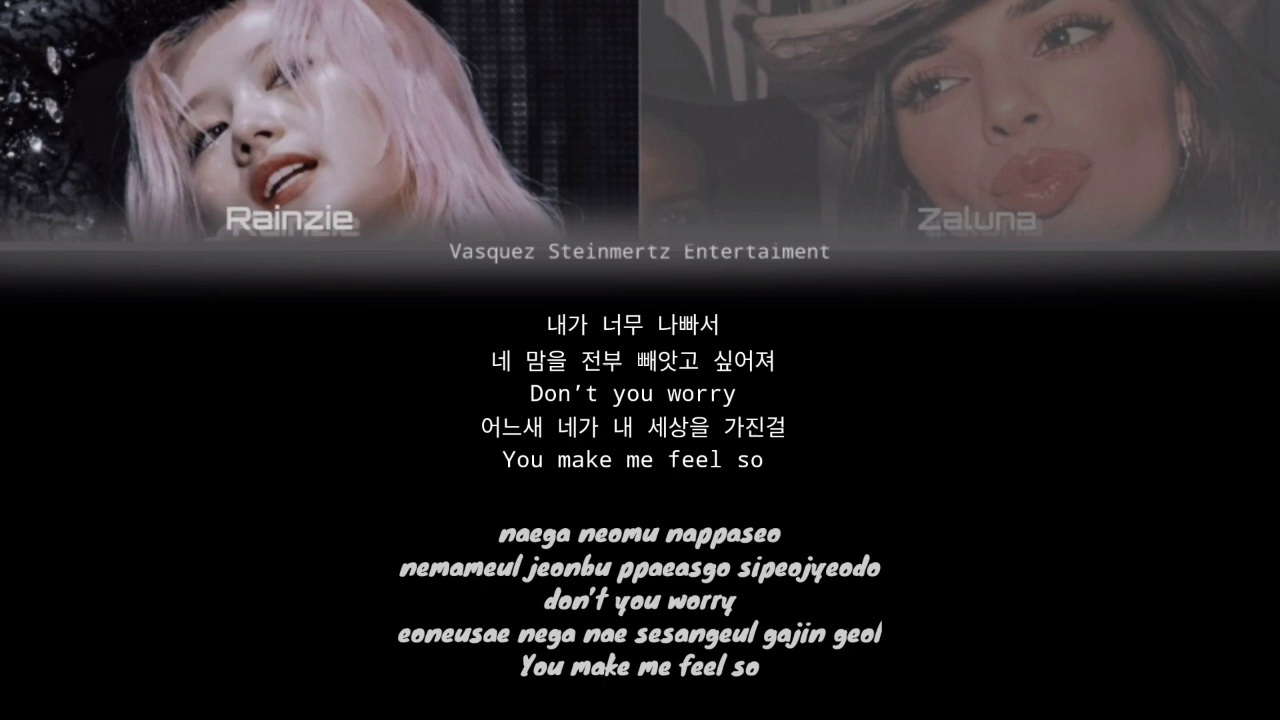 Rainzie
Zaluna
Vasquez Steinmertz Entertaiment
내가 너무 나빠서
네 맘을 전부 빼앗고 싶어져
Don't you worry
어느새 네가 내 세상을 가진걸
You make me feel so
naega neomu nappaseo
nemameul jeonbu ppaeasgo sipeojyeodo
don't you worry
eoneusae nega nae sesangeul gajin geol
You make me feel so